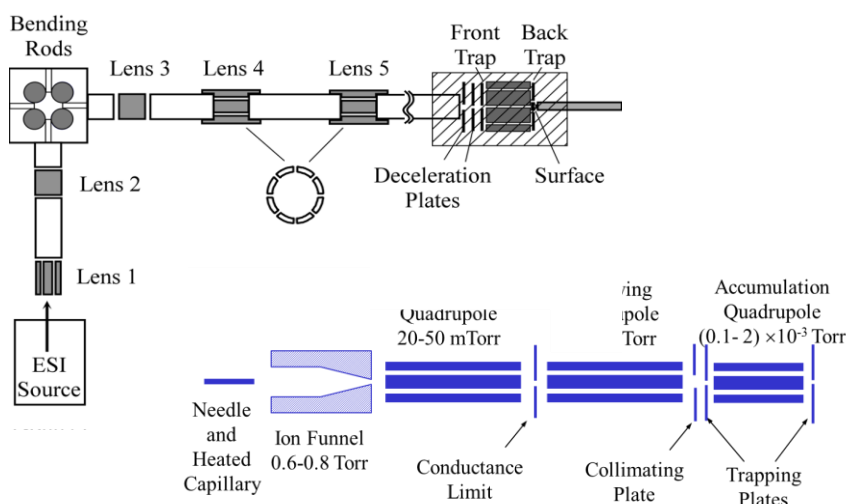 Bending
Rods
Lens 3
Lens 4
Lens 5
Front
Trap
Back
Trap
Lens 2
Deceleration
Plates
Surface
Lens 1
ESI
Source
Quadrupole
20-50 mTorr
Torr
Accumulation
Quadrupole
(0.1- 2) ×10⁻³ Torr
Needle
and
Heated
Capillary
Ion Funnel
0.6-0.8 Torr
Conductance
Limit
Collimating
Plate
Trapping
Plates